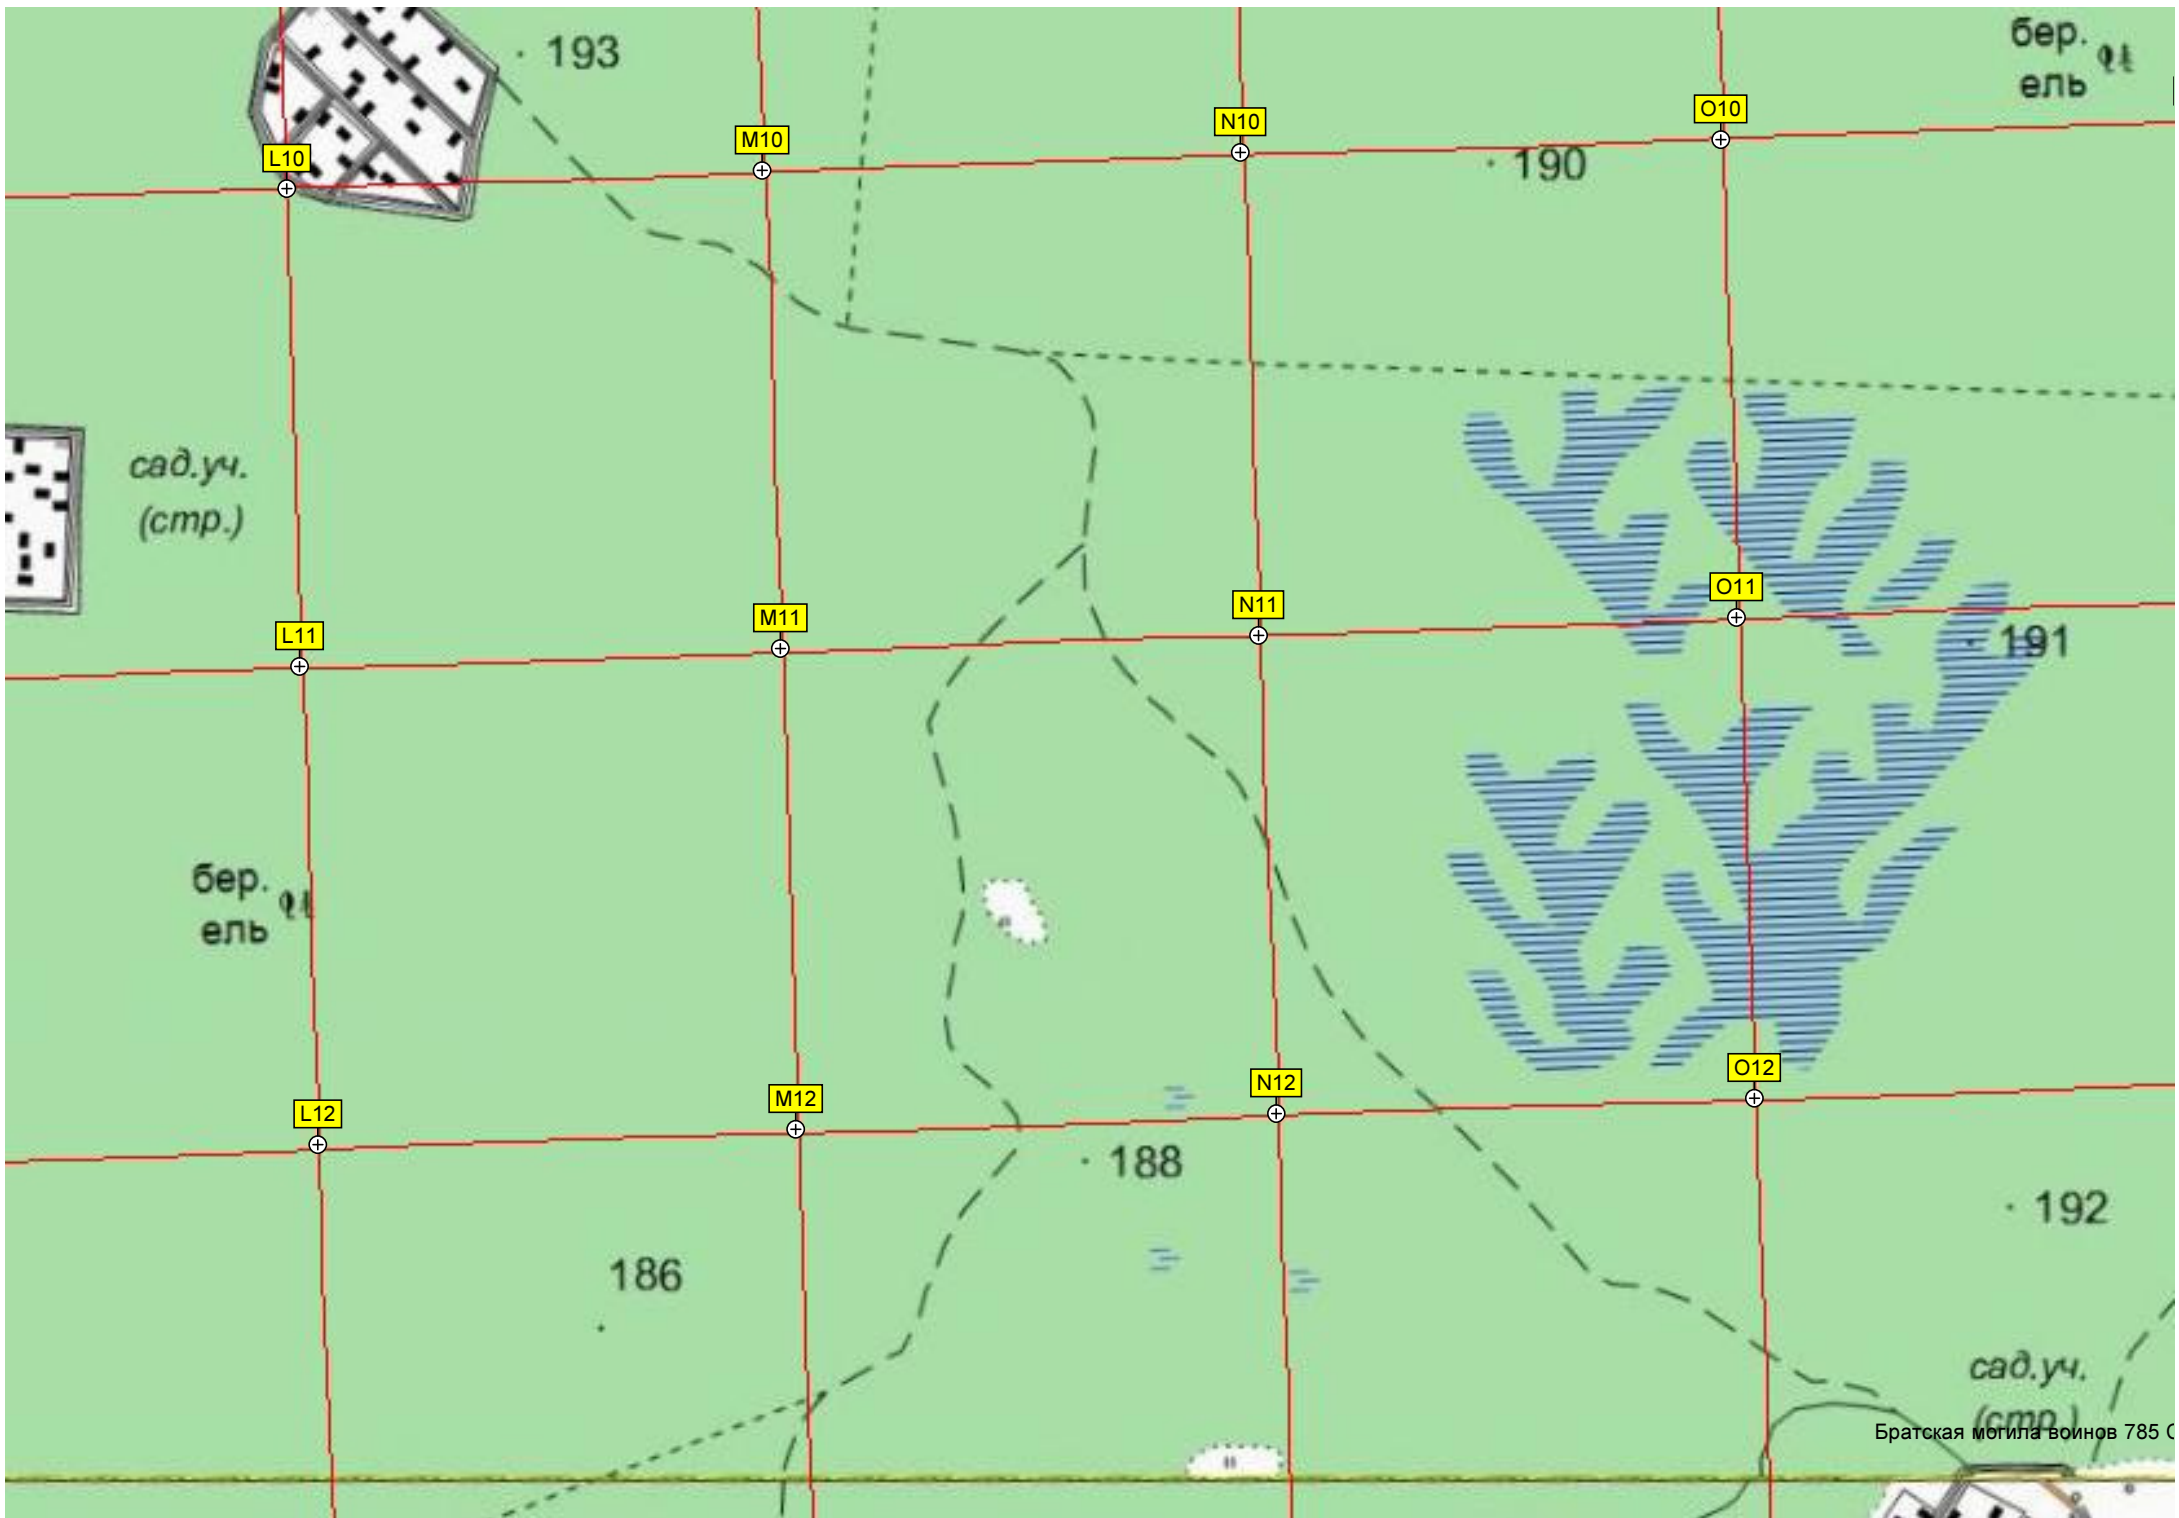 193
бер.
ель
O10
N10
M10
L10
190
сад.уч.
(стр.)
O11
N11
M11
L11
191
бер.
ель
O12
N12
M12
L12
188
192
186
сад.уч.
(стр.)
Братская могила воинов 785